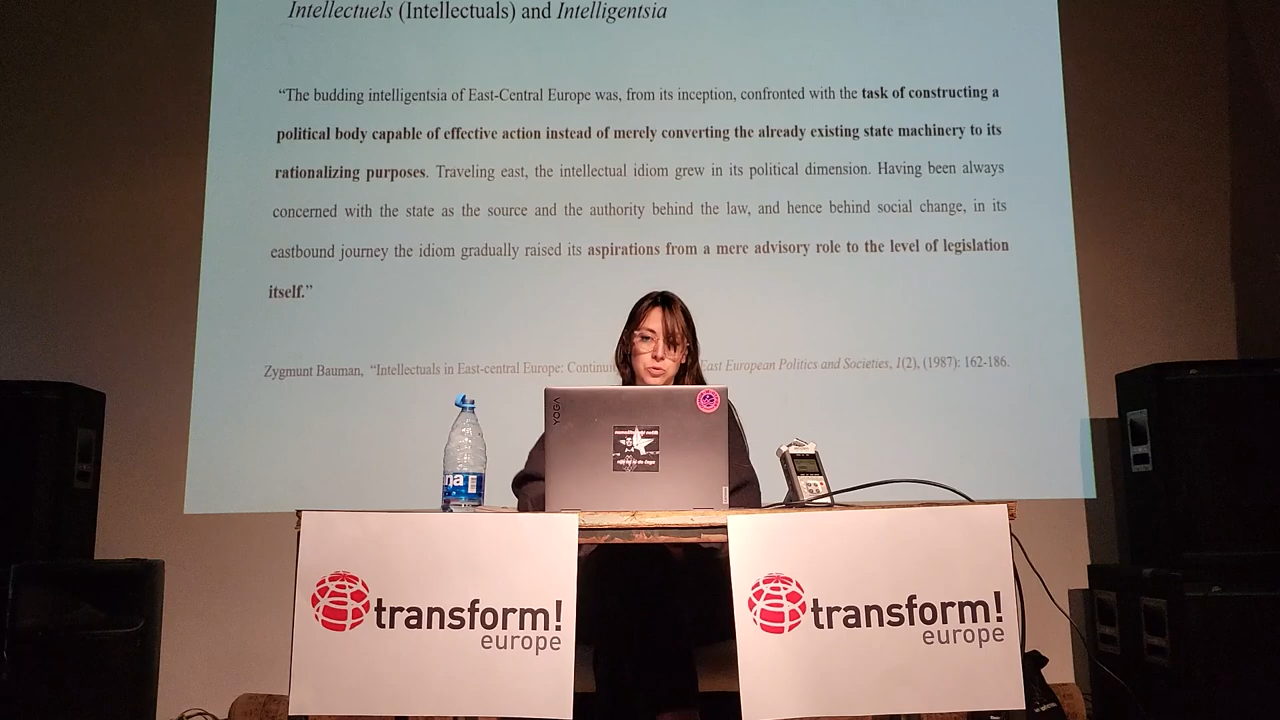 Intellectuels (Intellectuals) and Intelligentsia
“The budding intelligentsia of East-Central Europe was, from its inception, confronted with the task of constructing a
political body capable of effective action instead of merely converting the already existing state machinery to its
rationalizing purposes. Traveling east, the intellectual idiom grew in its political dimension. Having been always
concerned with the state as the source and the authority behind the law, and hence behind social change, in its
eastbound journey the idiom gradually raised its aspirations from a mere advisory role to the level of legislation
itself.”
Zygmunt Bauman, “Intellectuals in East-central Europe: East European Politics and Societies, 1(2), (1987): 162-186.
YOGA
Lenovo
na
transform!
europe
transform!
europe